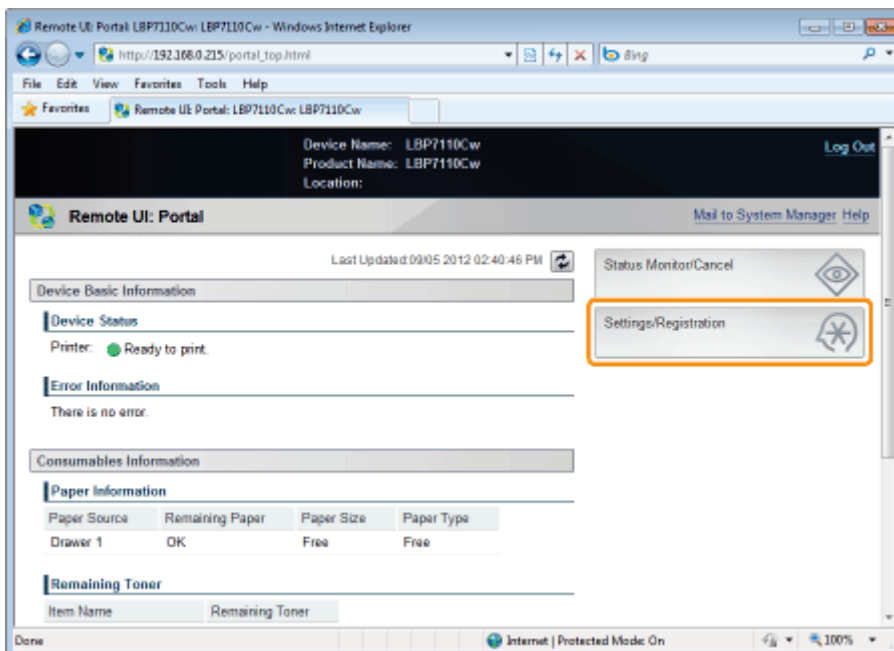 Remote UI: Portal: LBP7110Cw: LBP7110Cw - Windows Internet Explorer
http://192.168.0.215/portal_top.html
Bing
File Edit View Favorites Tools Help
Favorites
Remote UI: Portal: LBP7110Cw: LBP7110Cw
Device Name: LBP7110Cw
Product Name: LBP7110Cw
Location:
Log Out
Remote UI: Portal
Mail to System Manager Help
Last Updated:09/05 2012 02:40:46 PM
Status Monitor/Cancel
Settings/Registration
Device Basic Information
Device Status
Printer: Ready to print.
Error Information
There is no error.
Consumables Information
Paper Information
Paper Source Remaining Paper Paper Size Paper Type
Drawer 1 OK Free Free
Remaining Toner
Item Name Remaining Toner
Done
Internet | Protected Mode: On
100%